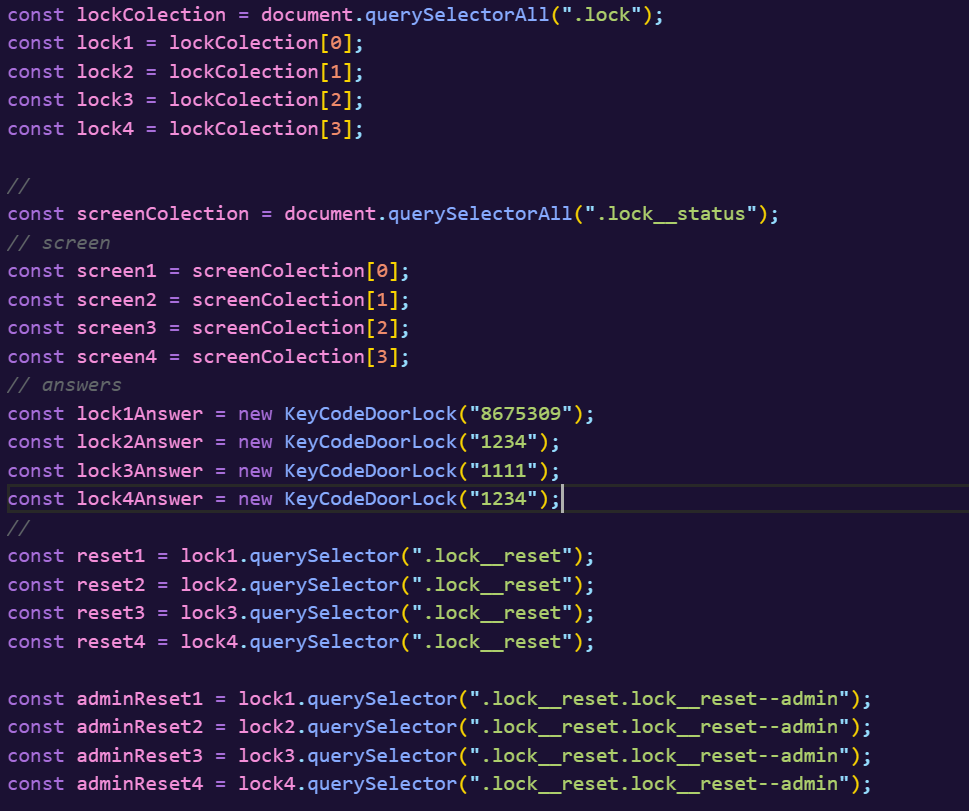 const lockColection = document.querySelectorAll(".lock");
const lock1 = lockColection[0];
const lock2 = lockColection[1];
const lock3 = lockColection[2];
const lock4 = lockColection[3];
//
const screenColection = document.querySelectorAll(".lock__status");
// screen
const screen1 = screenColection[0];
const screen2 = screenColection[1];
const screen3 = screenColection[2];
const screen4 = screenColection[3];
// answers
const lock1Answer = new KeyCodeDoorLock("8675309");
const lock2Answer = new KeyCodeDoorLock("1234");
const lock3Answer = new KeyCodeDoorLock("1111");
const lock4Answer = new KeyCodeDoorLock("1234");
//
const reset1 = lock1.querySelector(".lock__reset");
const reset2 = lock2.querySelector(".lock__reset");
const reset3 = lock3.querySelector(".lock__reset");
const reset4 = lock4.querySelector(".lock__reset");
const adminReset1 = lock1.querySelector(".lock__reset.lock__reset--admin");
const adminReset2 = lock2.querySelector(".lock__reset.lock__reset--admin");
const adminReset3 = lock3.querySelector(".lock__reset.lock__reset--admin");
const adminReset4 = lock4.querySelector(".lock__reset.lock__reset--admin");